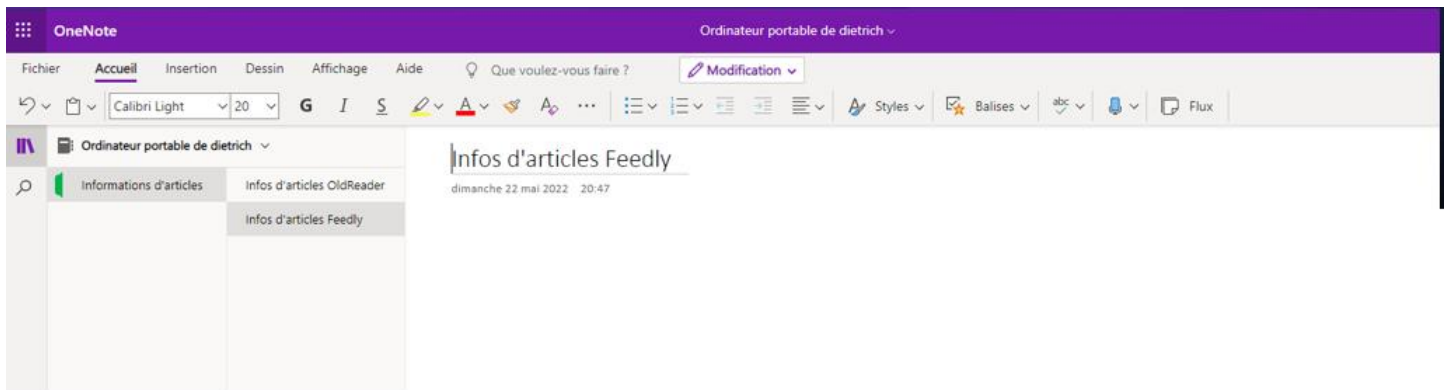 OneNote
Ordinateur portable de dietrich
Fichier Accueil Insertion Dessin Affichage Aide Que voulez-vous faire ? Modification
Calibri Light 20 G I S A A ... abc Styles Balises Flux
Ordinateur portable de dietrich
Informations d'articles
Infos d'articles OldReader
Infos d'articles Feedly
Infos d'articles Feedly
dimanche 22 mai 2022 20:47